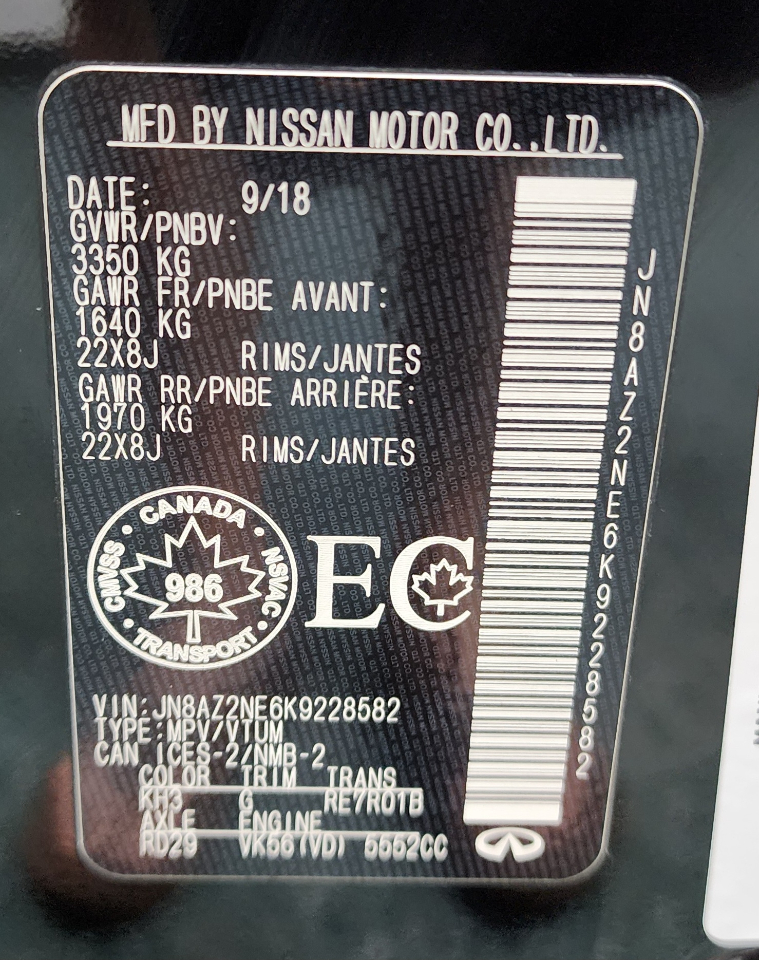 MFD BY NISSAN MOTOR CO.,LTD.
DATE: 9/18
GVWR/PNBV:
3350 KG
GAWR FR/PNBE AVANT:
1640 KG
22X8J RIMS/JANTES
GAWR RR/PNBE ARRIÈRE:
1970 KG
22X8J RIMS/JANTES
JN8AZ2NE6K9228582
CANADA
CMVSS 986 NSVAC
TRANSPORT
EC
VIN:JN8AZ2NE6K9228582
TYPE:MPV/VTUM
CAN ICES-2/NMB-2
COLOR TRIM TRANS
KH3 G RE7R01B
AXLE ENGINE
RD29 VK56(VD) 5552CC